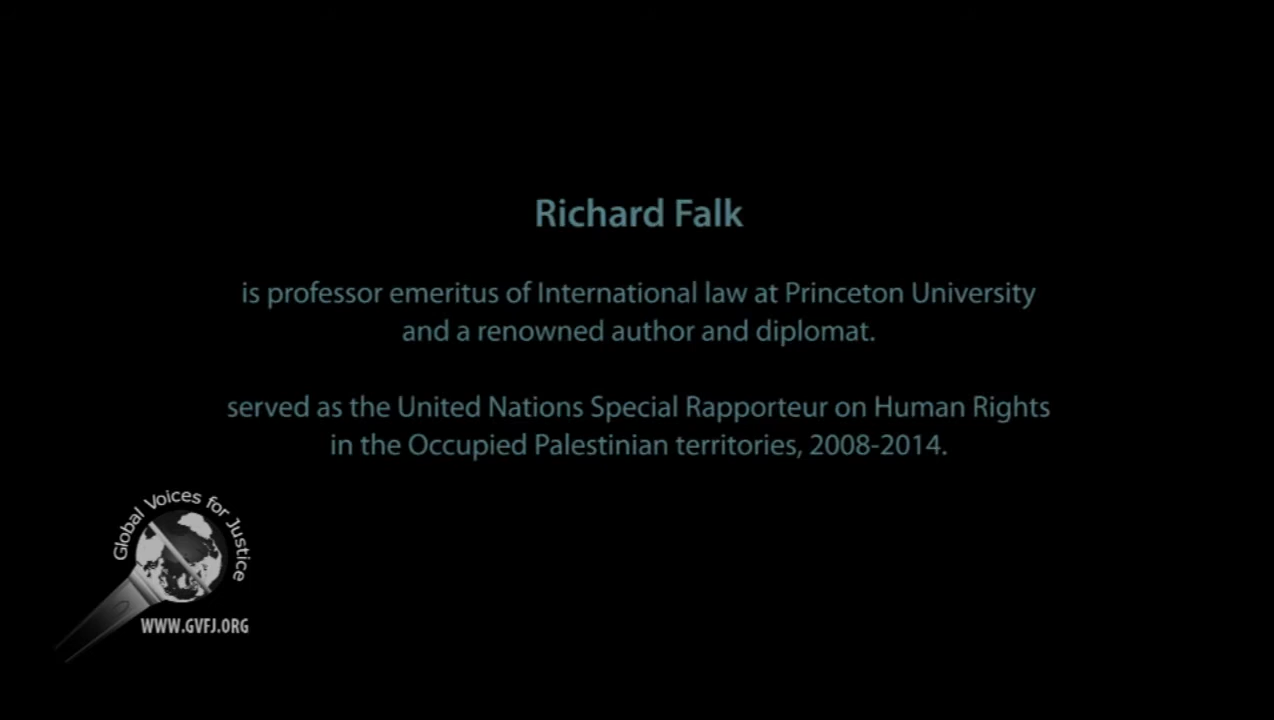 Richard Falk
is professor emeritus of International law at Princeton University
and a renowned author and diplomat.
served as the United Nations Special Rapporteur on Human Rights
in the Occupied Palestinian territories, 2008-2014.
Global Voices for Justice
WWW.GVFJ.ORG